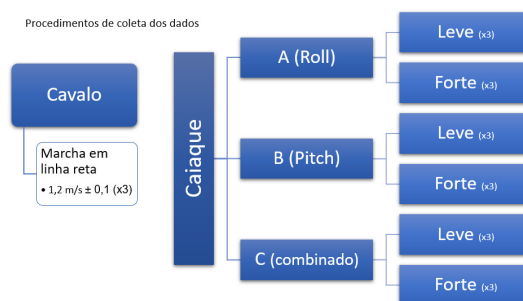 Procedimentos de coleta dos dados
Cavalo
Marcha em
linha reta
• 1,2 m/s ± 0,1 (x3)
Caiaque
A (Roll)
Leve (x3)
Forte (x3)
B (Pitch)
Leve (x3)
Forte (x3)
C (combinado)
Leve (x3)
Forte (x3)